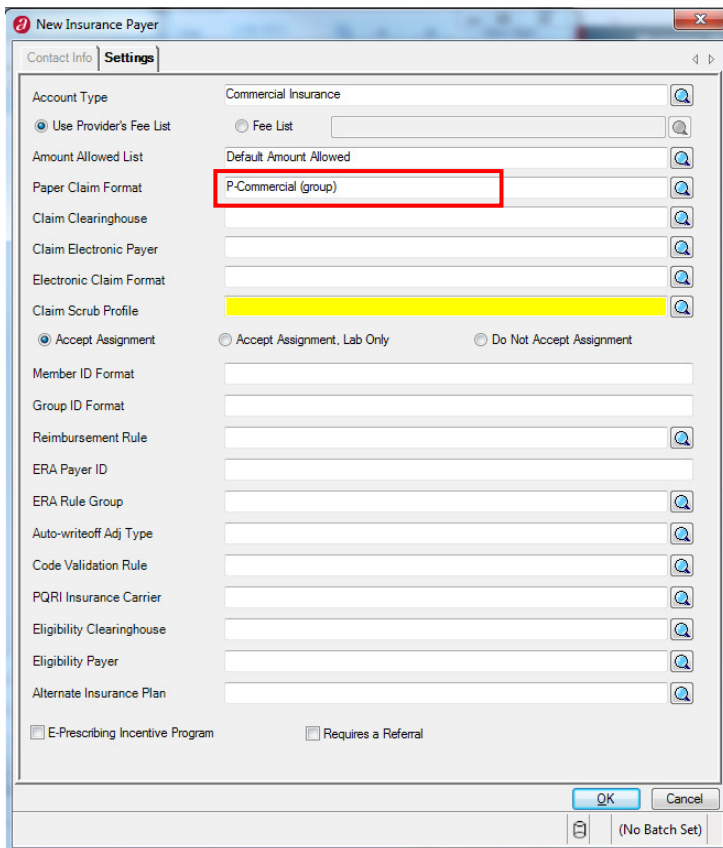 New Insurance Payer
Contact Info Settings
Account Type Commercial Insurance
Use Provider's Fee List Fee List
Amount Allowed List Default Amount Allowed
Paper Claim Format P-Commercial (group)
Claim Clearinghouse
Claim Electronic Payer
Electronic Claim Format
Claim Scrub Profile
Accept Assignment Accept Assignment, Lab Only Do Not Accept Assignment
Member ID Format
Group ID Format
Reimbursement Rule
ERA Payer ID
ERA Rule Group
Auto-writeoff Adj Type
Code Validation Rule
PQRI Insurance Carrier
Eligibility Clearinghouse
Eligibility Payer
Alternate Insurance Plan
E-Prescribing Incentive Program Requires a Referral
OK Cancel
(No Batch Set)